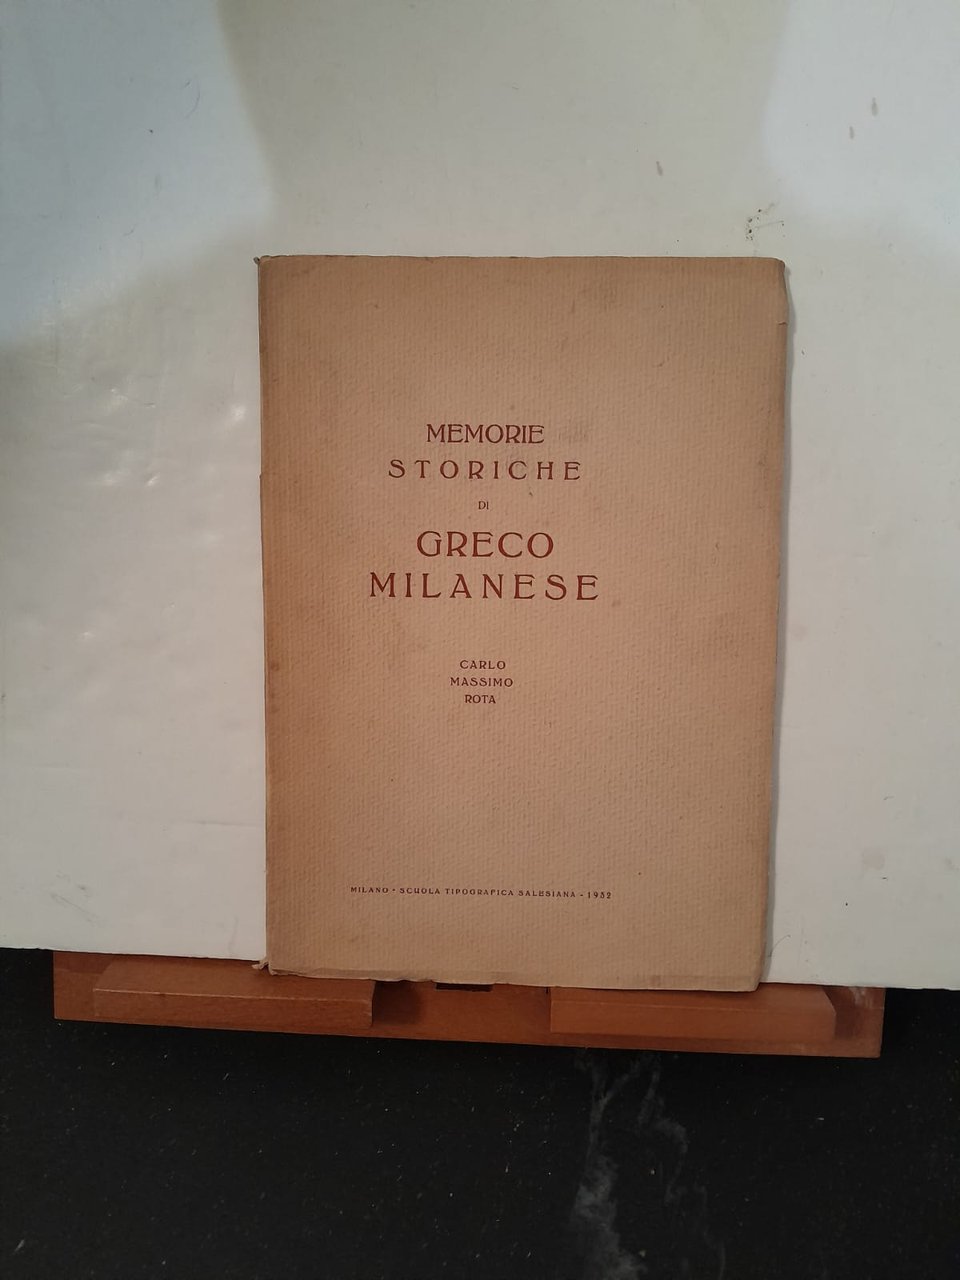 MEMORIE
STORICHE
DI
GRECO
MILANESE
CARLO
MASSIMO
ROTA
MILANO - SCUOLA TIPOGRAFICA SALESIANA - 1932